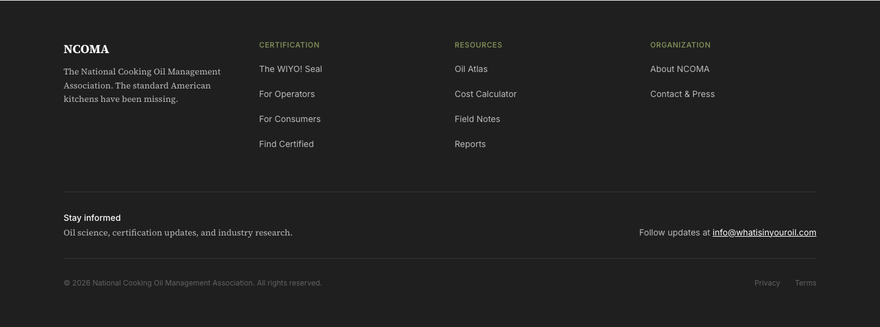 NCOMA
The National Cooking Oil Management
Association. The standard American
kitchens have been missing.
CERTIFICATION
The WIYO! Seal
For Operators
For Consumers
Find Certified
RESOURCES
Oil Atlas
Cost Calculator
Field Notes
Reports
ORGANIZATION
About NCOMA
Contact & Press
Stay informed
Oil science, certification updates, and industry research.
Follow updates at info@whatisinyouroil.com
© 2026 National Cooking Oil Management Association. All rights reserved.
Privacy
Terms